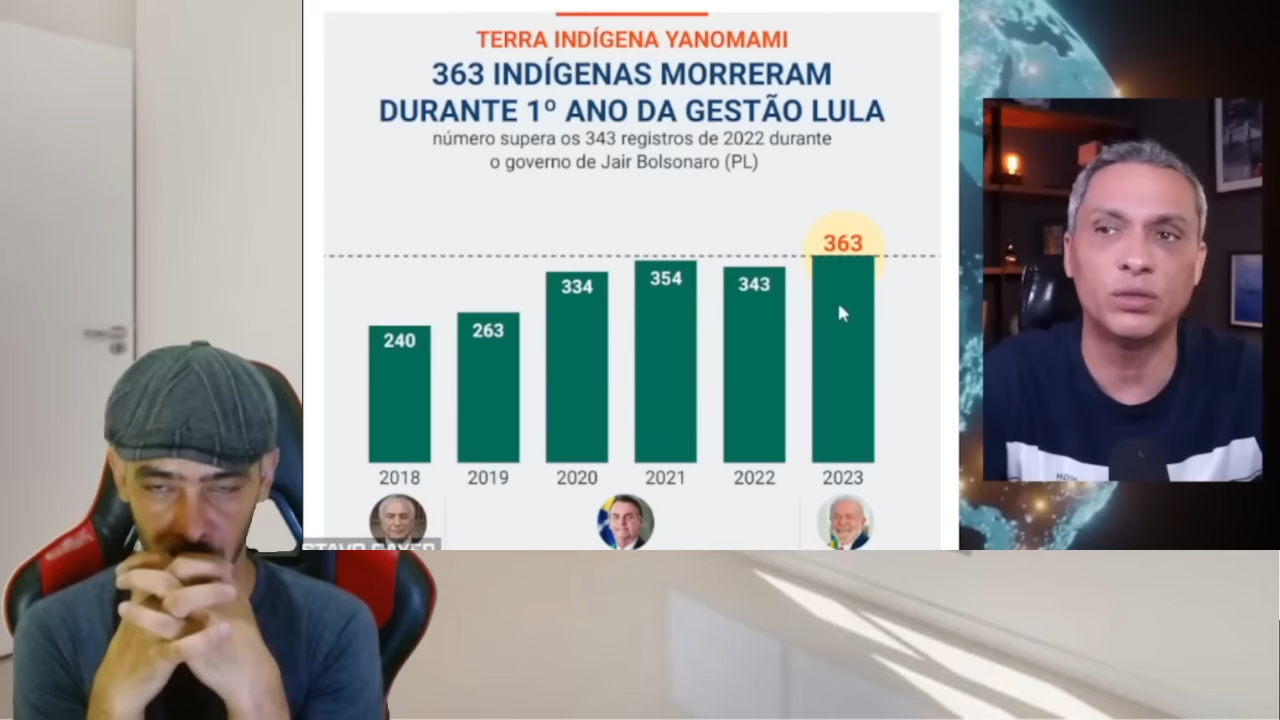 TERRA INDÍGENA YANOMAMI
363 INDÍGENAS MORRERAM
DURANTE 1º ANO DA GESTÃO LULA
número supera os 343 registros de 2022 durante
o governo de Jair Bolsonaro (PL)
363
354
343
334
263
240
2018 2019 2020 2021 2022 2023